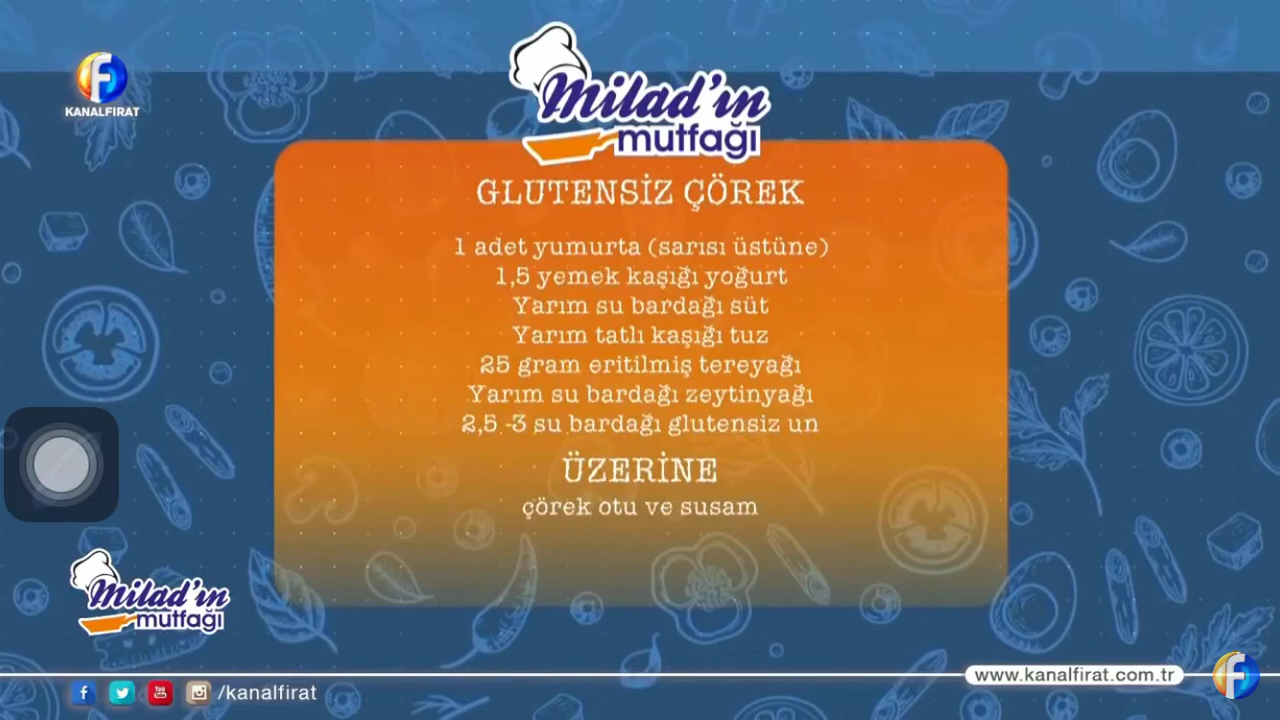 KANALFIRAT
Milad'ın
mutfağı
GLUTENSİZ ÇÖREK
1 adet yumurta (sarısı üstüne)
1,5 yemek kaşığı yoğurt
Yarım su bardağı süt
Yarım tatlı kaşığı tuz
25 gram eritilmiş tereyağı
Yarım su bardağı zeytinyağı
2,5 -3 su bardağı glutensiz un
ÜZERİNE
çörek otu ve susam
Milad'ın
mutfağı
www.kanalfirat.com.tr
/kanalfirat